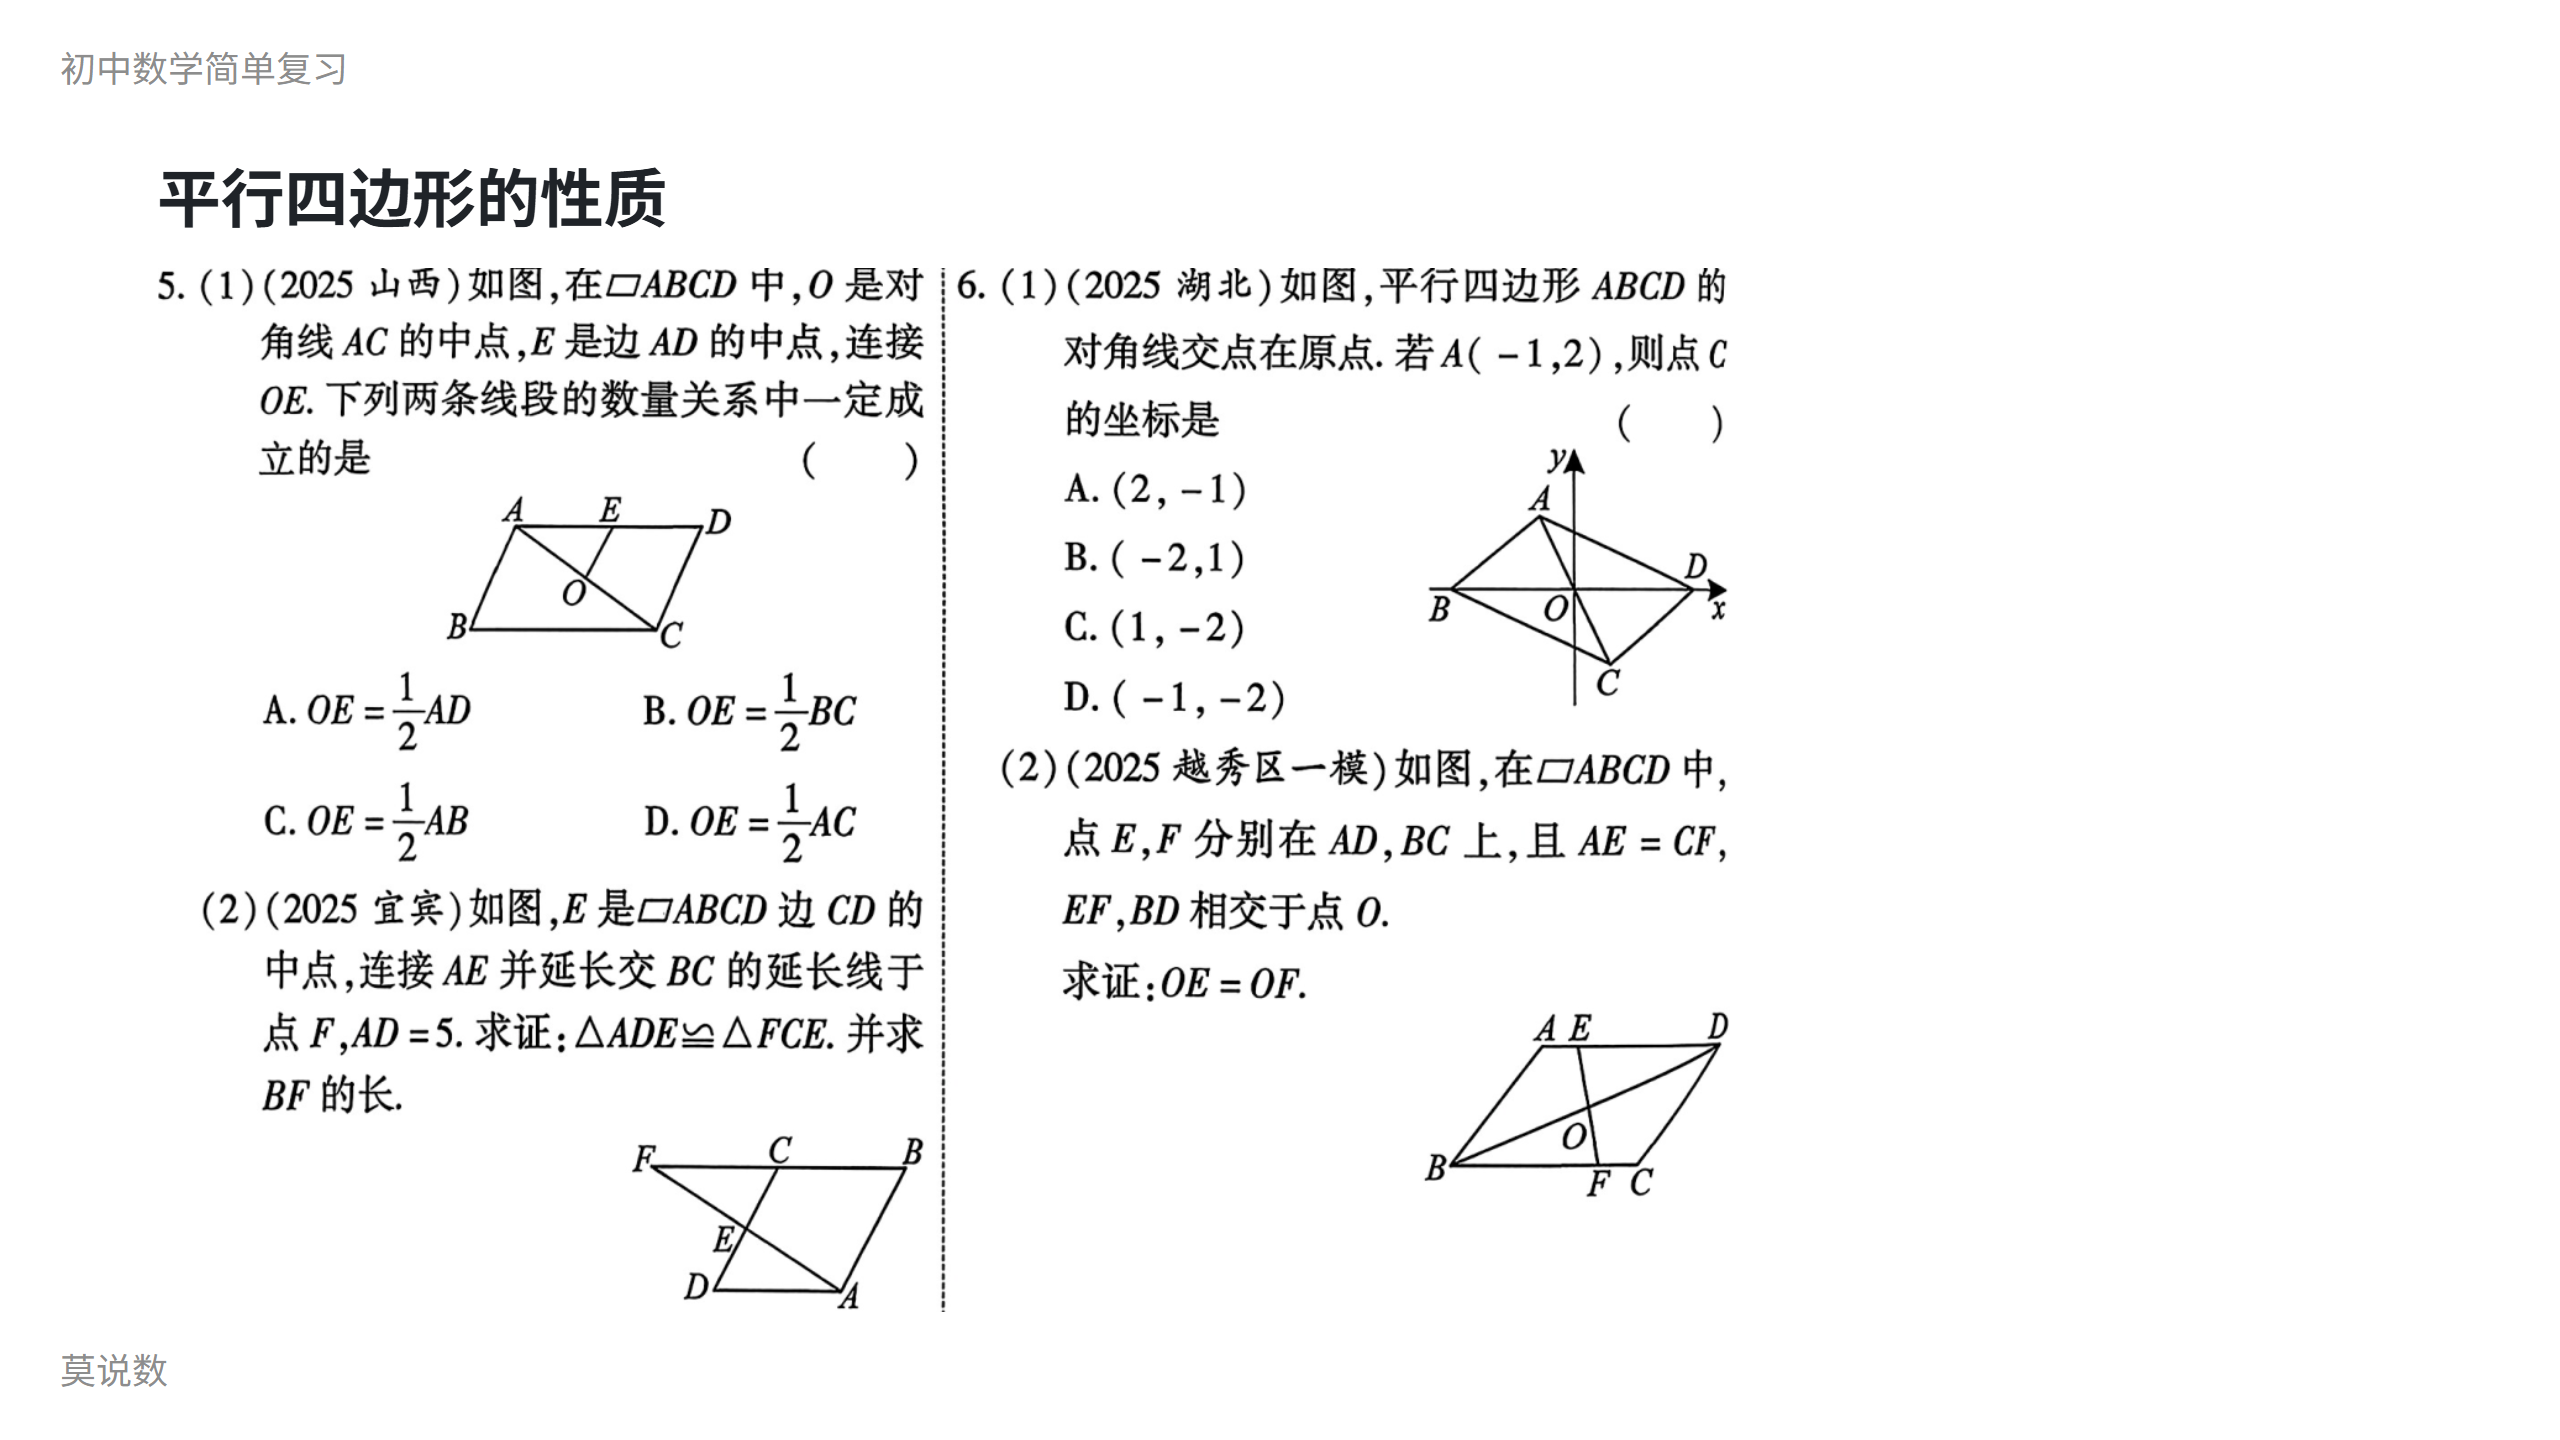 初中数学简单复习
平行四边形的性质
5. (1)(2025 山西)如图,在▱ABCD 中,O 是对
角线 AC 的中点,E 是边 AD 的中点,连接
OE. 下列两条线段的数量关系中一定成
立的是 (  )
A E D
O
B C
A. OE = 1/2 AD B. OE = 1/2 BC
C. OE = 1/2 AB D. OE = 1/2 AC
(2)(2025 宜宾)如图,E 是▱ABCD 边 CD 的
中点,连接 AE 并延长交 BC 的延长线于
点 F,AD = 5. 求证:△ADE≌△FCE. 并求
BF 的长.
F C B
E
D A
6. (1)(2025 湖北)如图,平行四边形 ABCD 的
对角线交点在原点. 若 A( -1,2),则点 C
的坐标是 (  )
A. (2, -1)
B. ( -2,1)
C. (1, -2)
D. ( -1, -2)
y
A
D
B O x
C
(2)(2025 越秀区一模)如图,在▱ABCD 中,
点 E,F 分别在 AD,BC 上,且 AE = CF,
EF,BD 相交于点 O.
求证:OE = OF.
A E D
O
B F C
莫说数